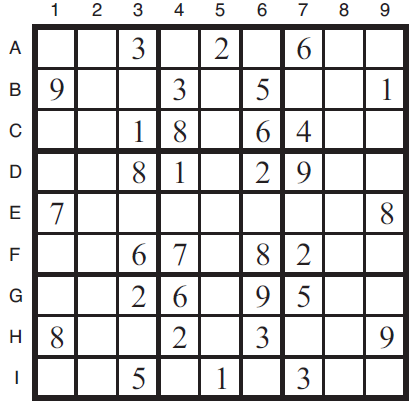 1 2 3 4 5 6 7 8 9
A 3 2 6
B 9 3 5 1
C 1 8 6 4
D 8 1 2 9
E 7 8
F 6 7 8 2
G 2 6 9 5
H 8 2 3 9
I 5 1 3